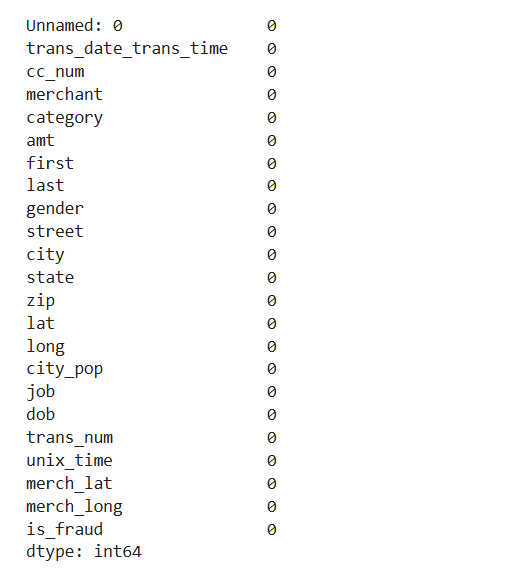 Unnamed: 0 0
trans_date_trans_time 0
cc_num 0
merchant 0
category 0
amt 0
first 0
last 0
gender 0
street 0
city 0
state 0
zip 0
lat 0
long 0
city_pop 0
job 0
dob 0
trans_num 0
unix_time 0
merch_lat 0
merch_long 0
is_fraud 0
dtype: int64